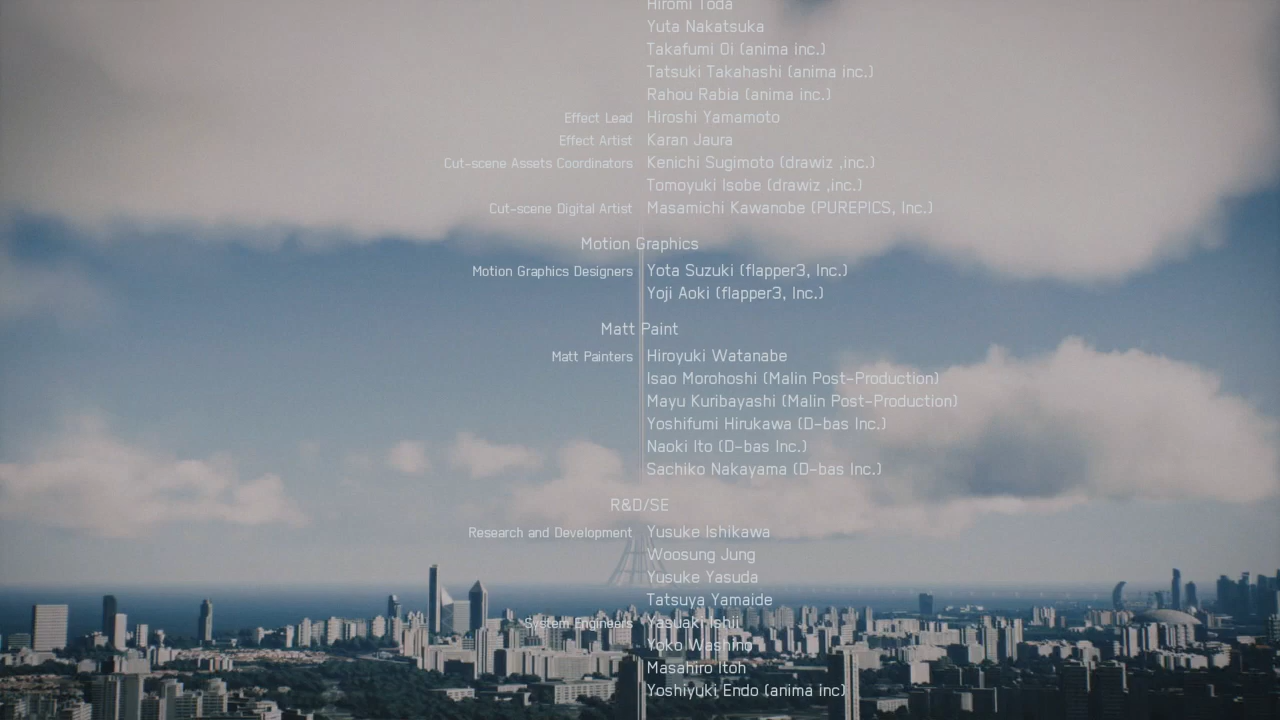 Hiromi Toda
Yuta Nakatsuka
Takafumi Oi (anima inc.)
Tatsuki Takahashi (anima inc.)
Rahou Rabia (anima inc.)
Effect Lead Hiroshi Yamamoto
Effect Artist Karan Jaura
Cut-scene Assets Coordinators Kenichi Sugimoto (drawiz ,inc.)
Tomoyuki Isobe (drawiz ,inc.)
Cut-scene Digital Artist Masamichi Kawanobe (PUREPICS, Inc.)
Motion Graphics
Motion Graphics Designers Yota Suzuki (flapper3, Inc.)
Yoji Aoki (flapper3, Inc.)
Matt Paint
Matt Painters Hiroyuki Watanabe
Isao Morohoshi (Malin Post-Production)
Mayu Kuribayashi (Malin Post-Production)
Yoshifumi Hirukawa (D-bas Inc.)
Naoki Ito (D-bas Inc.)
Sachiko Nakayama (D-bas Inc.)
R&D/SE
Research and Development Yusuke Ishikawa
Woosung Jung
Yusuke Yasuda
Tatsuya Yamaide
System Engineers Yasuaki Ishii
Yoko Washino
Masahiro Itoh
Yoshiyuki Endo (anima inc)